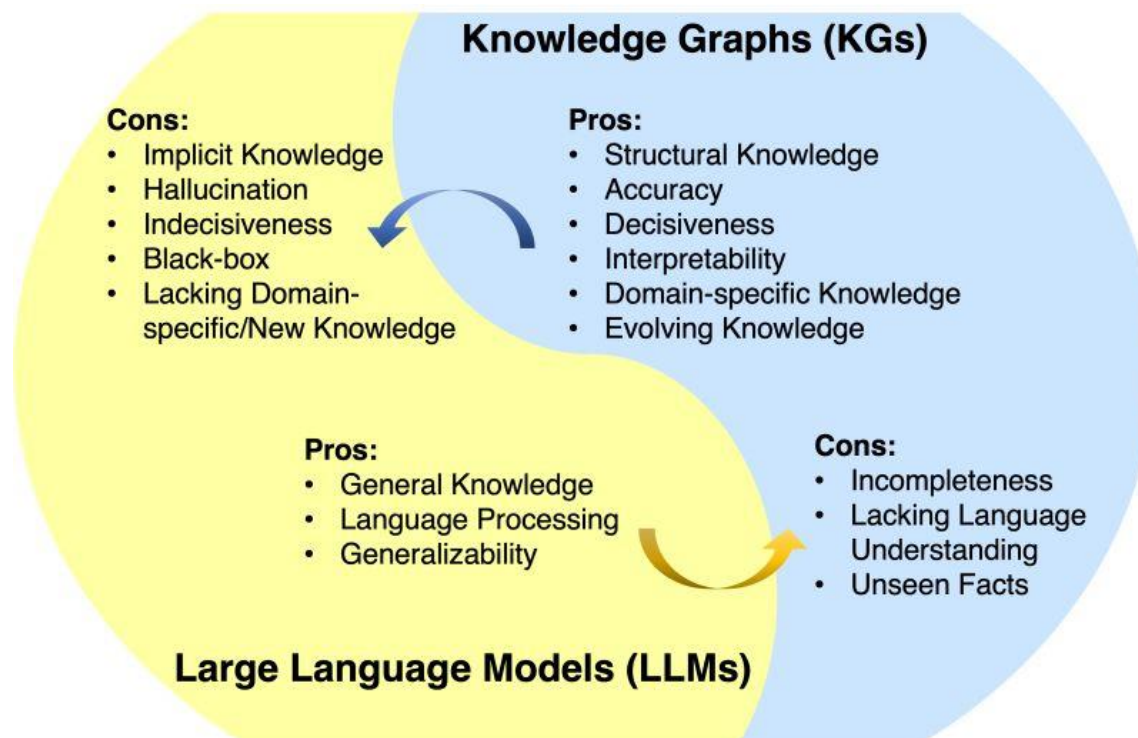 Knowledge Graphs (KGs)
Cons:
• Implicit Knowledge
• Hallucination
• Indecisiveness
• Black-box
• Lacking Domain-
specific/New Knowledge
Pros:
• Structural Knowledge
• Accuracy
• Decisiveness
• Interpretability
• Domain-specific Knowledge
• Evolving Knowledge
Pros:
• General Knowledge
• Language Processing
• Generalizability
Cons:
• Incompleteness
• Lacking Language
Understanding
• Unseen Facts
Large Language Models (LLMs)